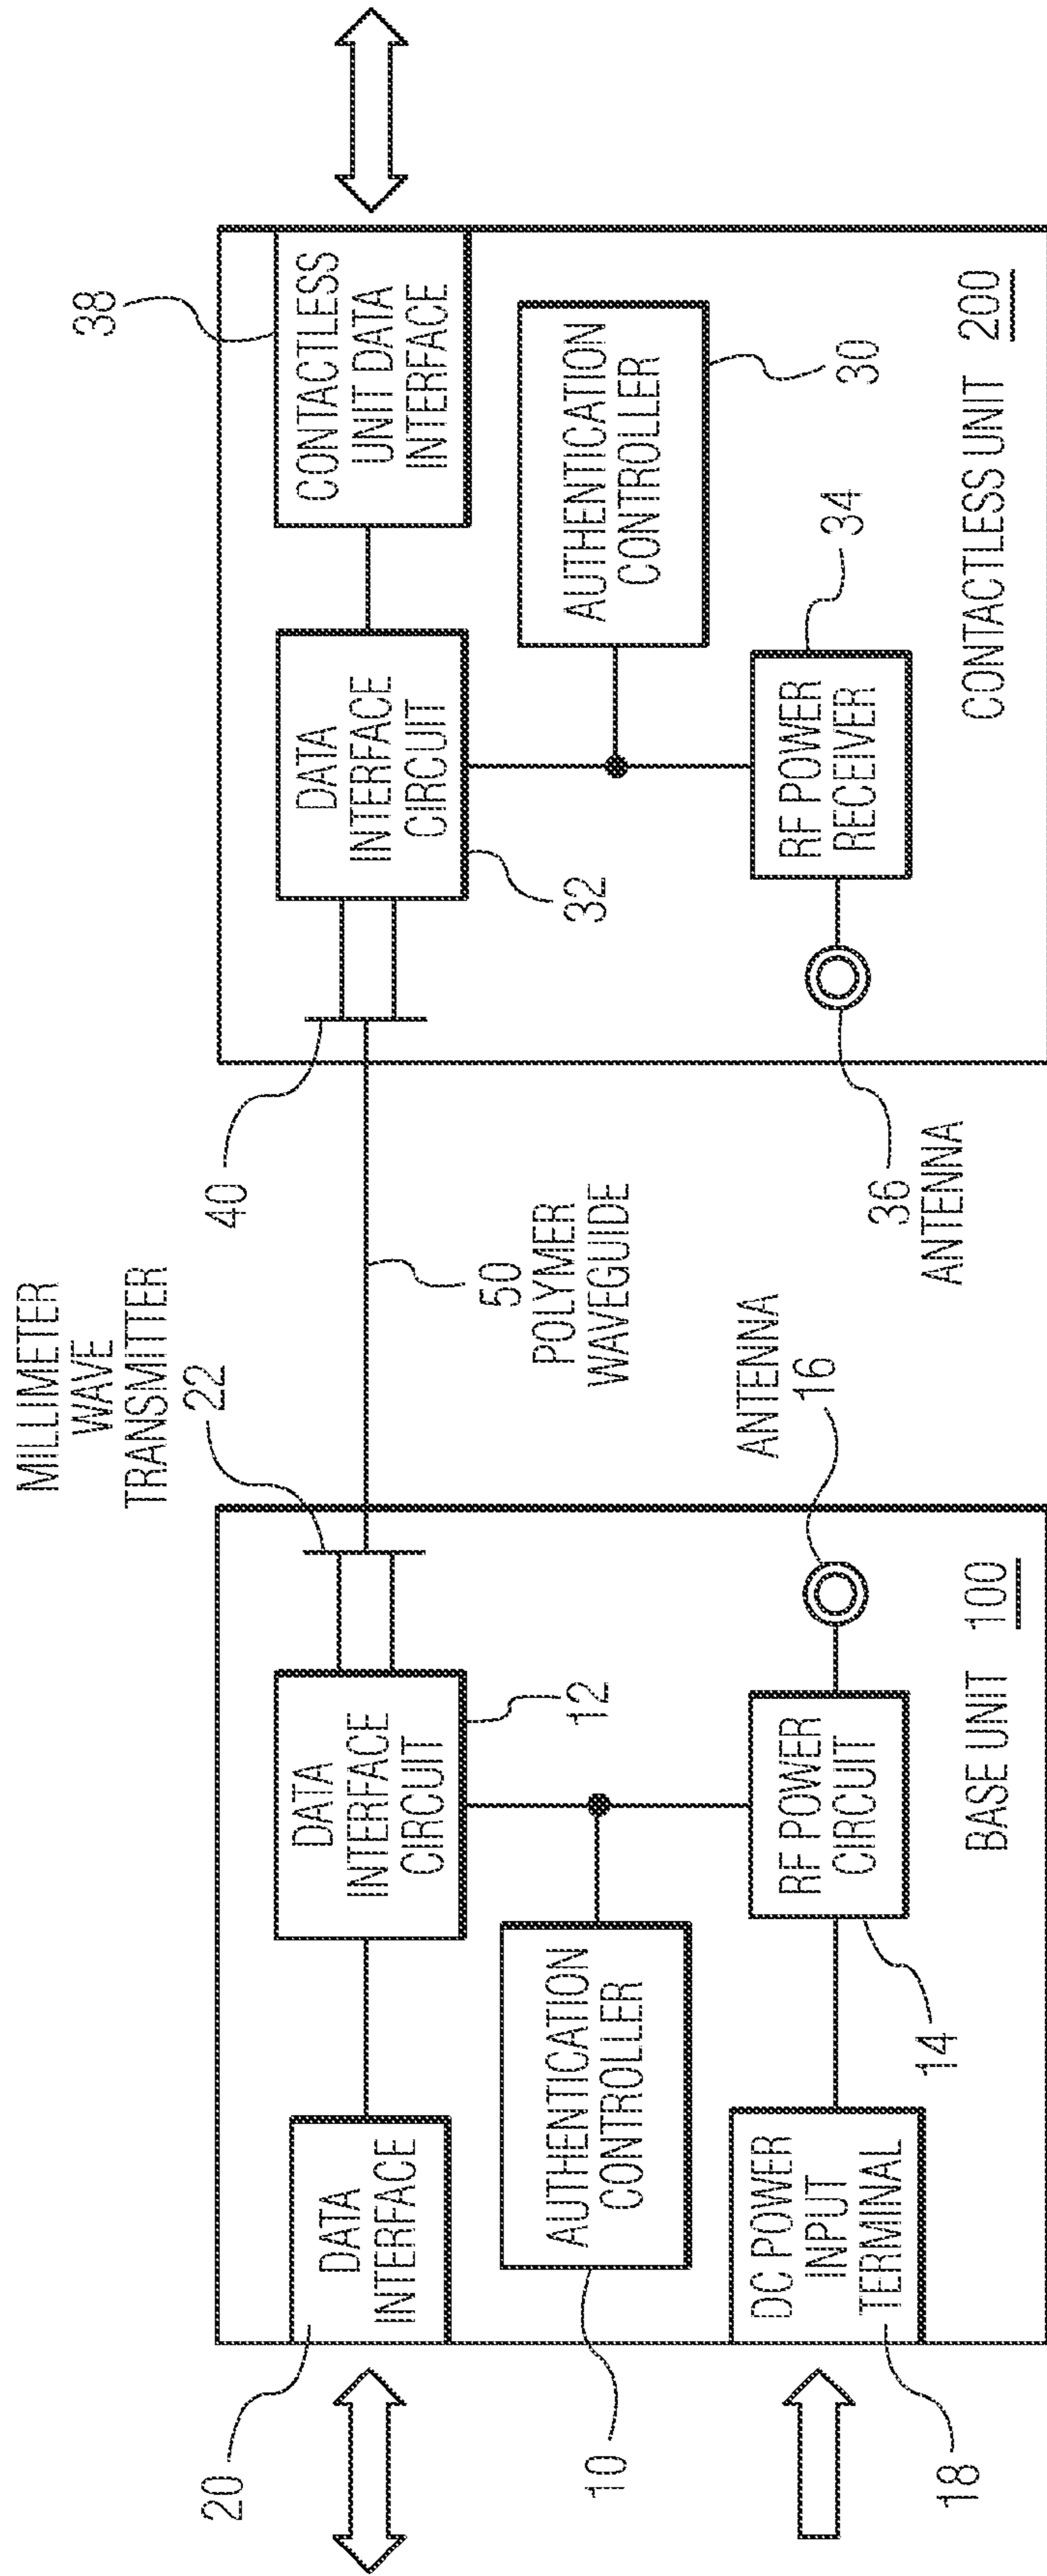 MILLIMETER
WAVE
TRANSMITTER
22
20
DATA
INTERFACE
DATA
INTERFACE
CIRCUIT
12
10
AUTHENTICATION
CONTROLLER
DC POWER
INPUT
TERMINAL
18
RF POWER
CIRCUIT
14
ANTENNA
16
BASE UNIT 100
50
POLYMER
WAVEGUIDE
40
DATA
INTERFACE
CIRCUIT
32
38
CONTACTLESS
UNIT DATA
INTERFACE
AUTHENTICATION
CONTROLLER
30
RF POWER
RECEIVER
34
36
ANTENNA
CONTACTLESS UNIT 200